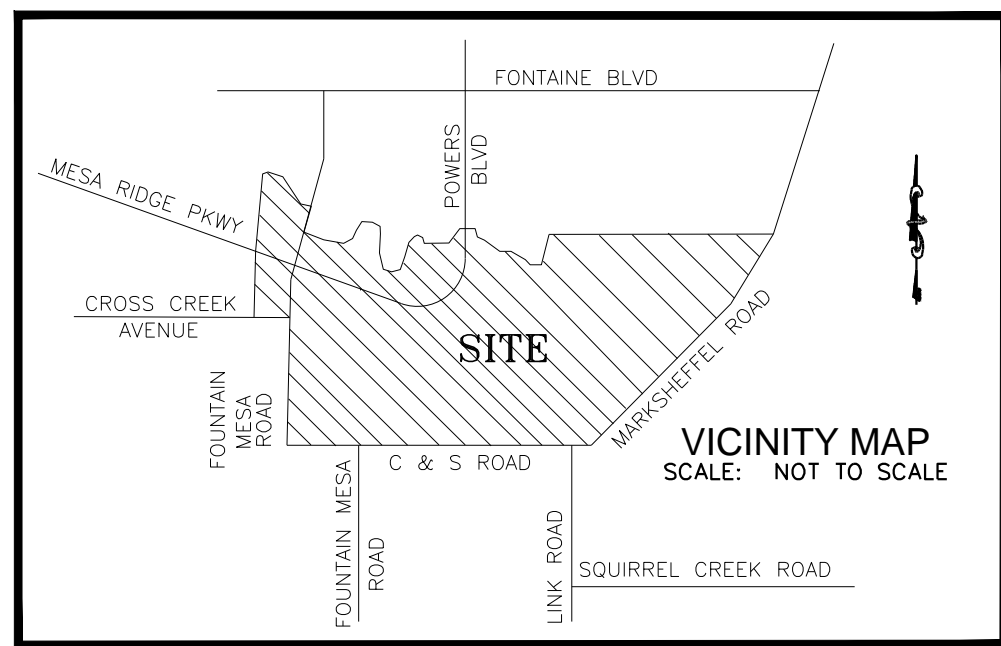 FONTAINE BLVD
POWERS
BLVD
MESA RIDGE PKWY
CROSS CREEK
AVENUE
SITE
MARKSHEFFEL ROAD
FOUNTAIN
MESA
ROAD
VICINITY MAP
SCALE: NOT TO SCALE
C & S ROAD
FOUNTAIN MESA
ROAD
LINK ROAD
SQUIRREL CREEK ROAD